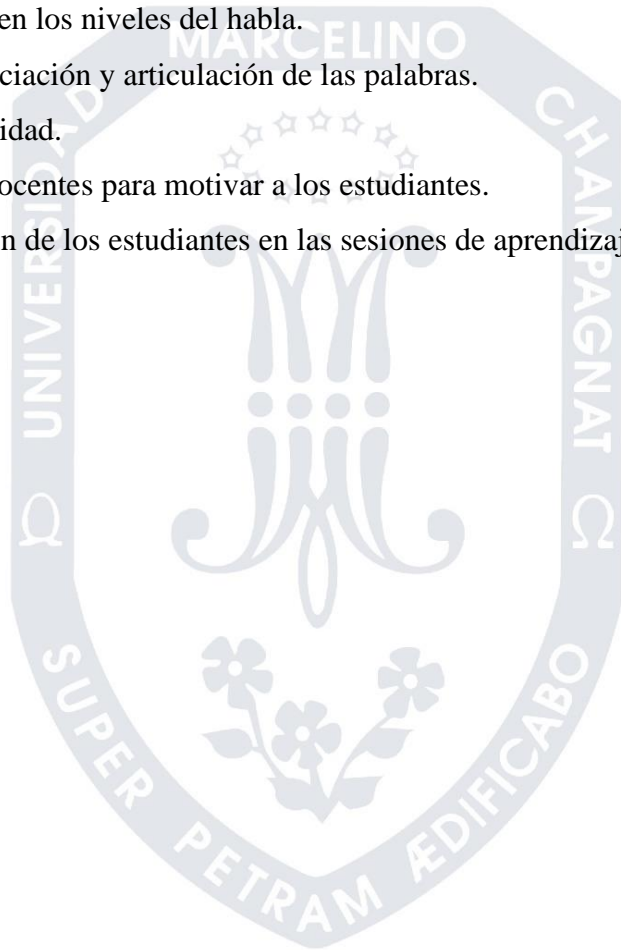 en los niveles del habla.
ciación y articulación de las palabras.
idad.
ocentes para motivar a los estudiantes.
n de los estudiantes en las sesiones de aprendizaj
UNIVERSIDAD MARCELINO CHAMPAGNAT
SUPER PETRAM ÆDIFICABO